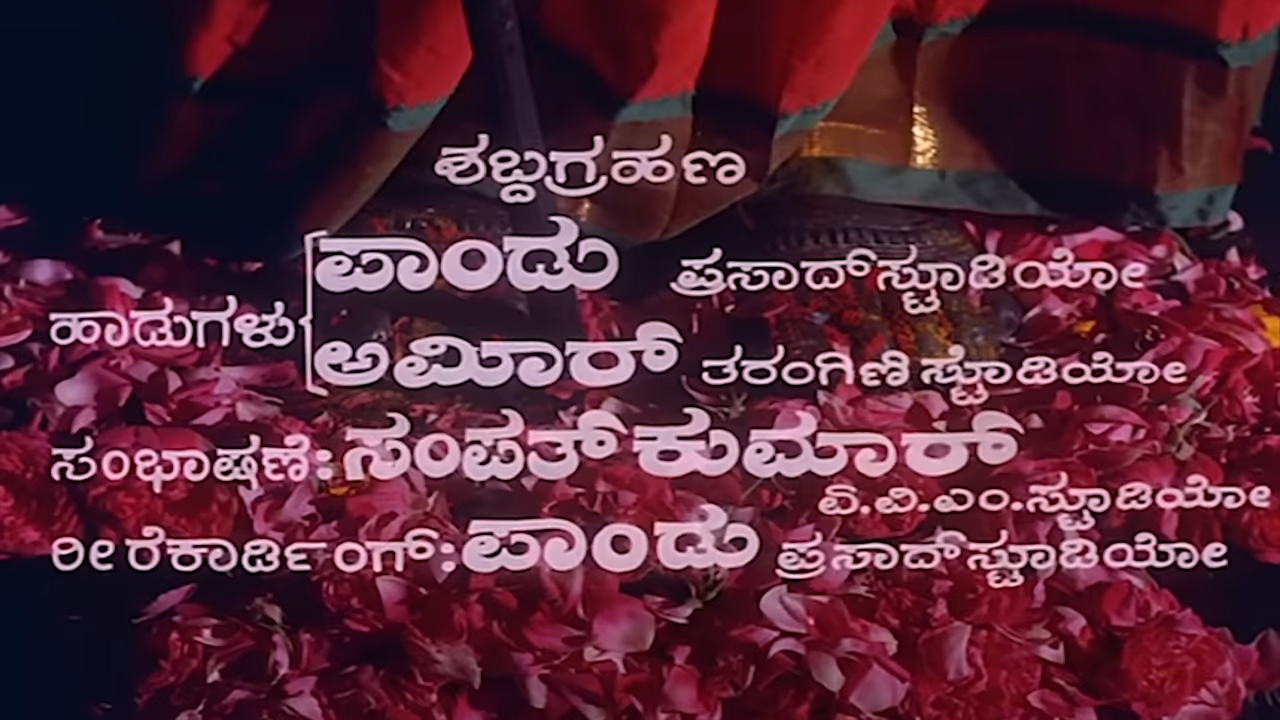 ಶಬ್ದಗ್ರಹಣ
ಪಾಂಡು ಪ್ರಸಾದ್ ಸ್ಟೂಡಿಯೋ
ಹಾಡುಗಳು
ಅಮೀರ್ ತರಂಗಿಣಿ ಸ್ಟೊಡಿಯೋ
ಸಂಭಾಷಣೆ: ಸಂಪತ್ ಕುಮಾರ್
ಎ.ವಿ.ಎಂ.ಸ್ಟೂಡಿಯೋ
ರೀರೆಕಾರ್ಡಿಂಗ್: ಪಾಂಡು ಪ್ರಸಾದ್ ಸ್ಟೂಡಿಯೋ